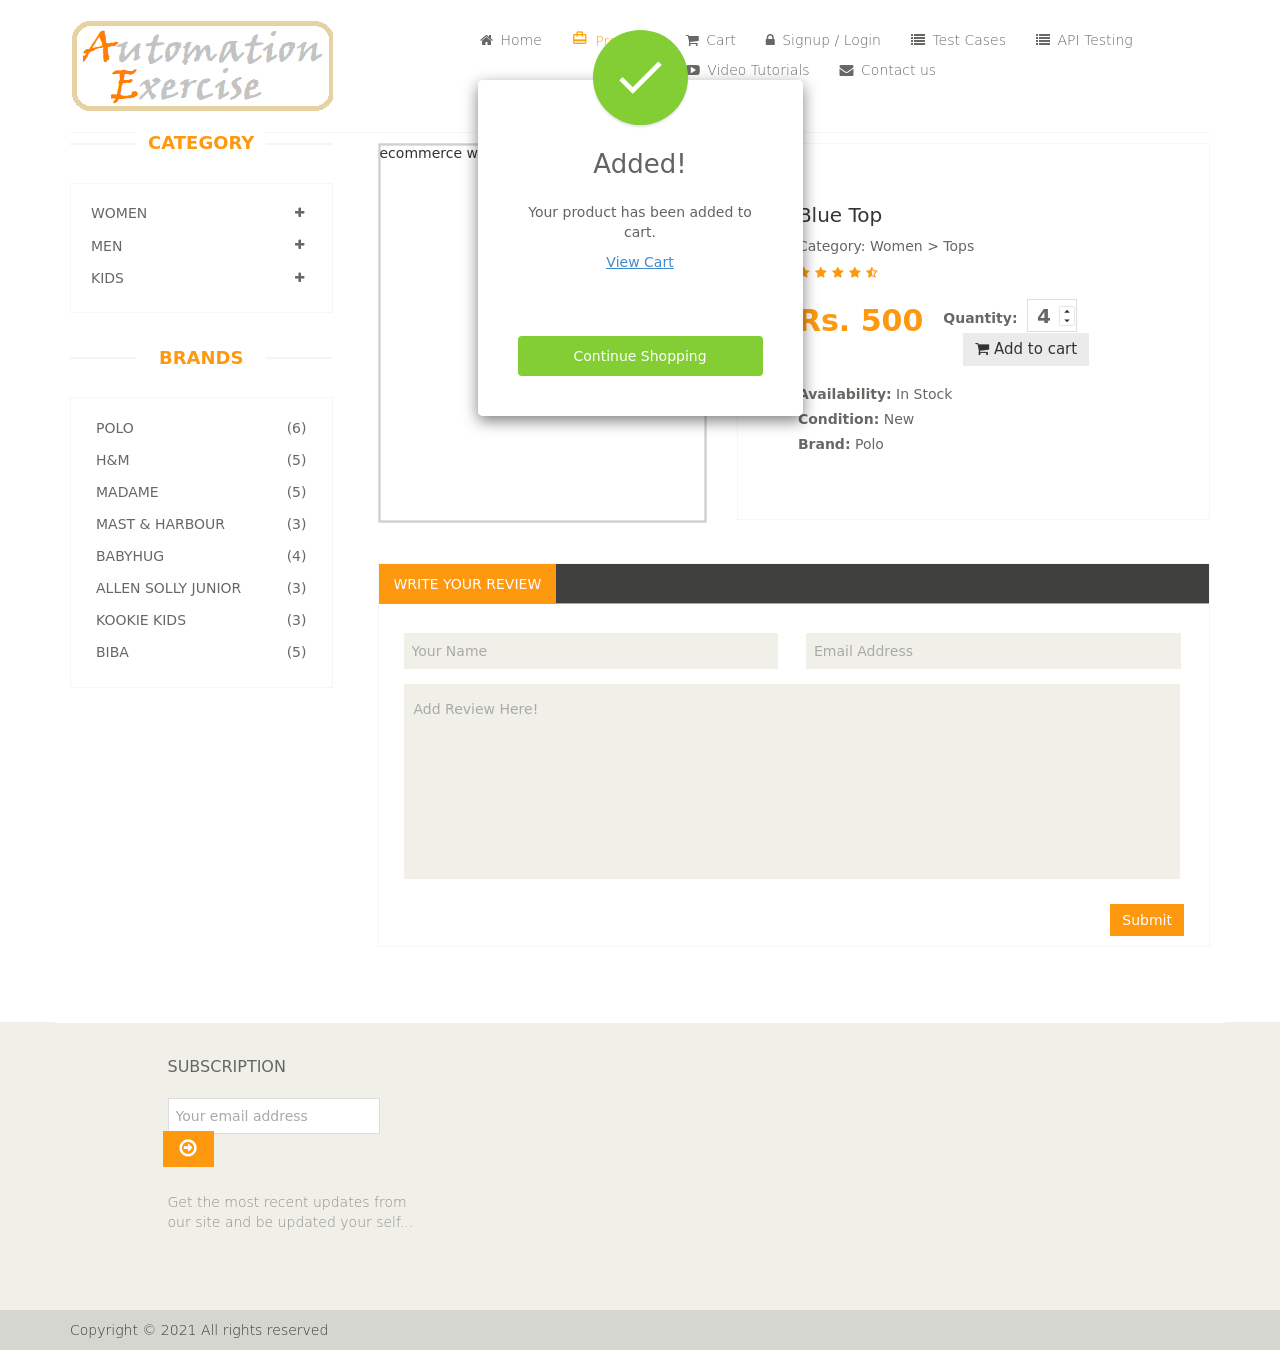 Automation
Exercise
Home
Cart
Signup / Login
Test Cases
API Testing
Video Tutorials
Contact us
CATEGORY
WOMEN
MEN
KIDS
BRANDS
POLO (6)
H&M (5)
MADAME (5)
MAST & HARBOUR (3)
BABYHUG (4)
ALLEN SOLLY JUNIOR (3)
KOOKIE KIDS (3)
BIBA (5)
ecommerce w
Added!
Your product has been added to
cart.
View Cart
Continue Shopping
Blue Top
Category: Women > Tops
Rs. 500
Quantity: 4
Add to cart
Availability: In Stock
Condition: New
Brand: Polo
WRITE YOUR REVIEW
Your Name
Email Address
Add Review Here!
Submit
SUBSCRIPTION
Your email address
Get the most recent updates from
our site and be updated your self...
Copyright © 2021 All rights reserved